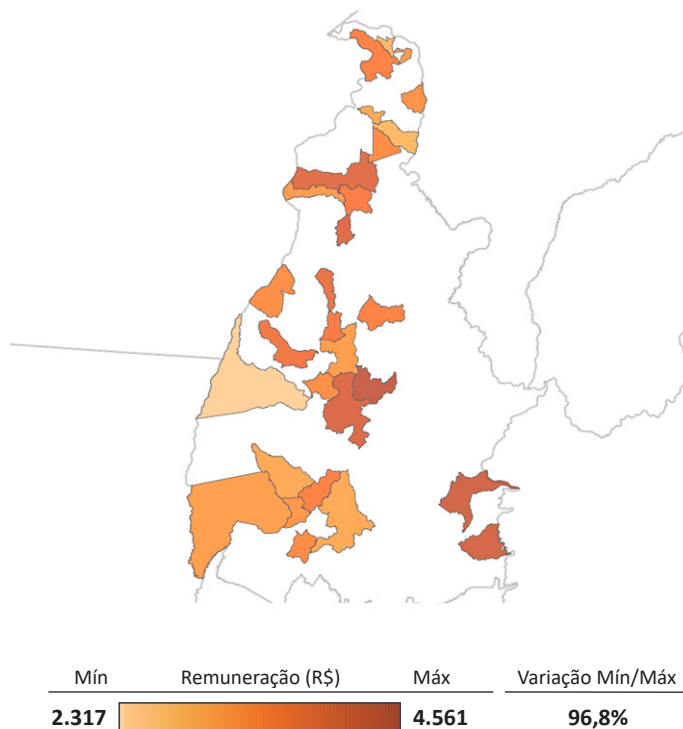 Mín Remuneração (R$) Máx Variação Mín/Máx
2.317 4.561 96,8%